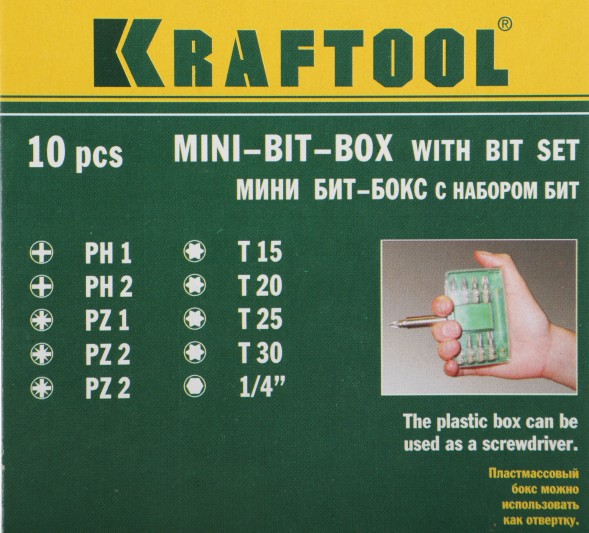 KRAFTOOL®
10 pcs
MINI-BIT-BOX WITH BIT SET
МИНИ БИТ-БОКС С НАБОРОМ БИТ
PH 1
PH 2
PZ 1
PZ 2
PZ 2
T 15
T 20
T 25
T 30
1/4"
The plastic box can be
used as a screwdriver.
Пластмассовый
бокс можно
использовать
как отвертку.